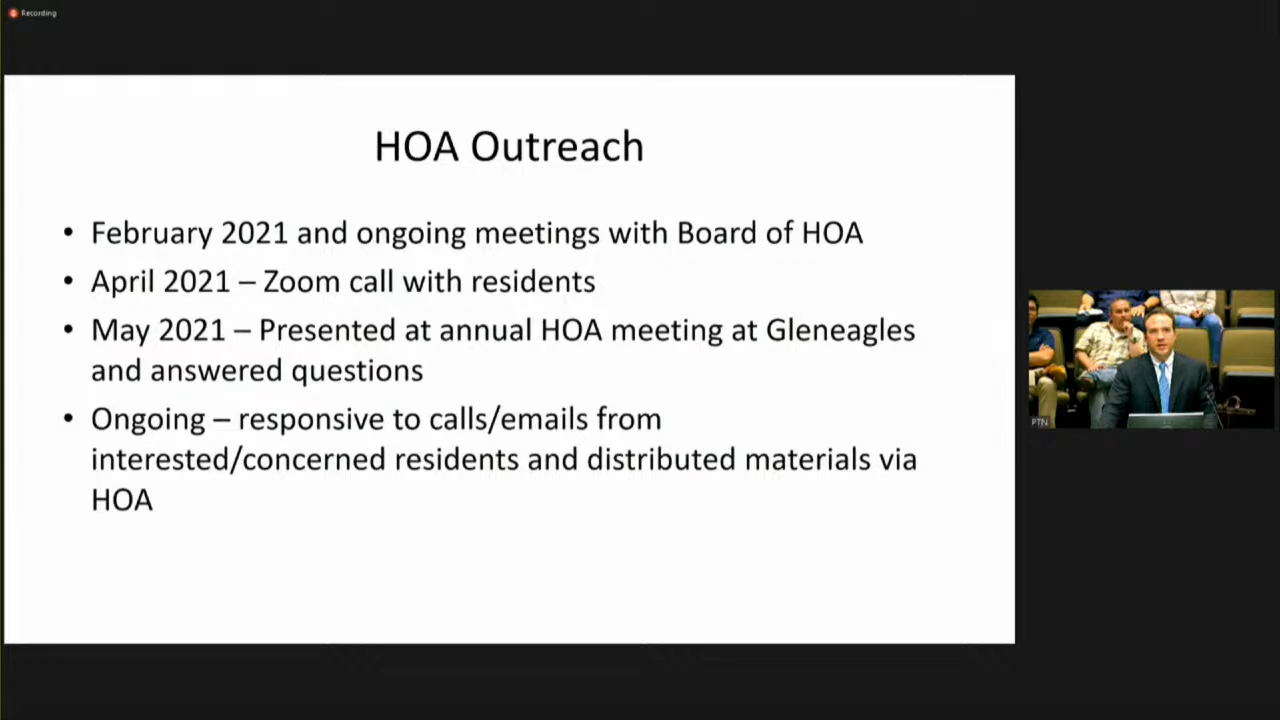 Recording
HOA Outreach
• February 2021 and ongoing meetings with Board of HOA
• April 2021 – Zoom call with residents
• May 2021 – Presented at annual HOA meeting at Gleneagles
and answered questions
• Ongoing – responsive to calls/emails from
interested/concerned residents and distributed materials via
HOA
PTN